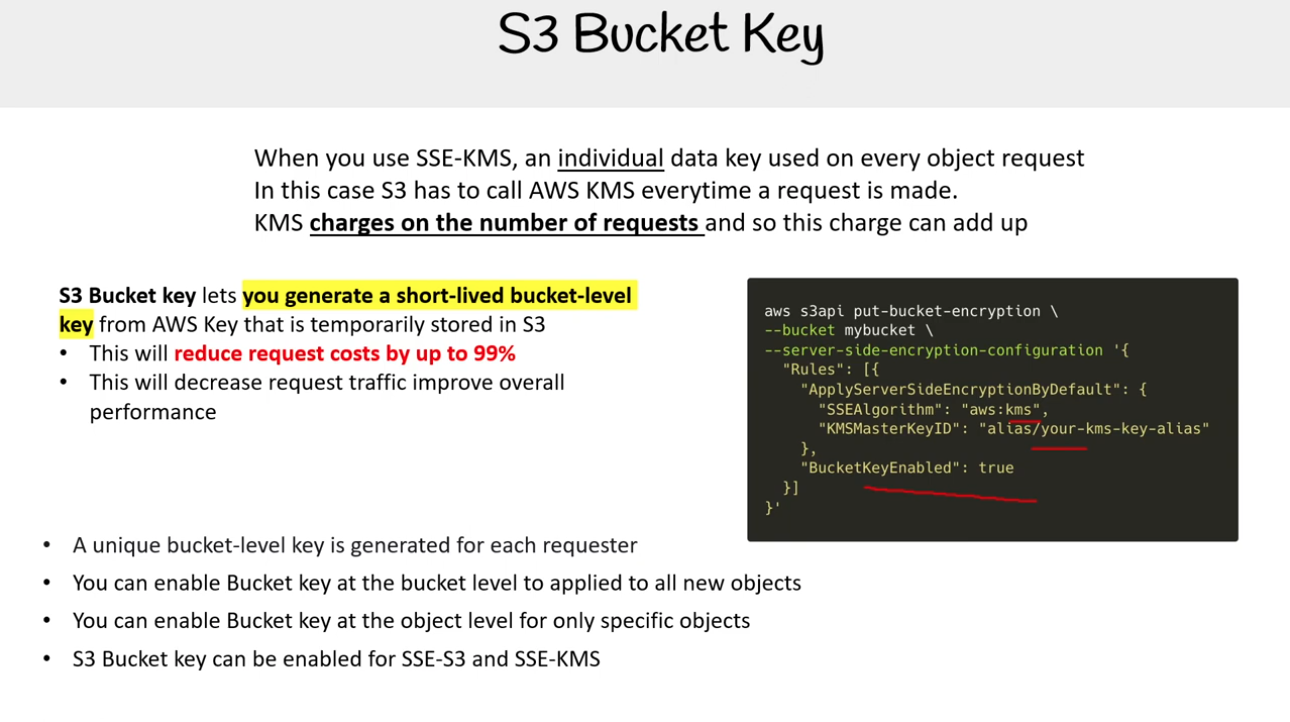 S3 Bucket Key
When you use SSE-KMS, an individual data key used on every object request
In this case S3 has to call AWS KMS everytime a request is made.
KMS charges on the number of requests and so this charge can add up
S3 Bucket key lets you generate a short-lived bucket-level
key from AWS Key that is temporarily stored in S3
• This will reduce request costs by up to 99%
• This will decrease request traffic improve overall
performance
aws s3api put-bucket-encryption \
--bucket mybucket \
--server-side-encryption-configuration '{
"Rules": [{
"ApplyServerSideEncryptionByDefault": {
"SSEAlgorithm": "aws:kms",
"KMSMasterKeyID": "alias/your-kms-key-alias"
},
"BucketKeyEnabled": true
}]
}'
• A unique bucket-level key is generated for each requester
• You can enable Bucket key at the bucket level to applied to all new objects
• You can enable Bucket key at the object level for only specific objects
• S3 Bucket key can be enabled for SSE-S3 and SSE-KMS